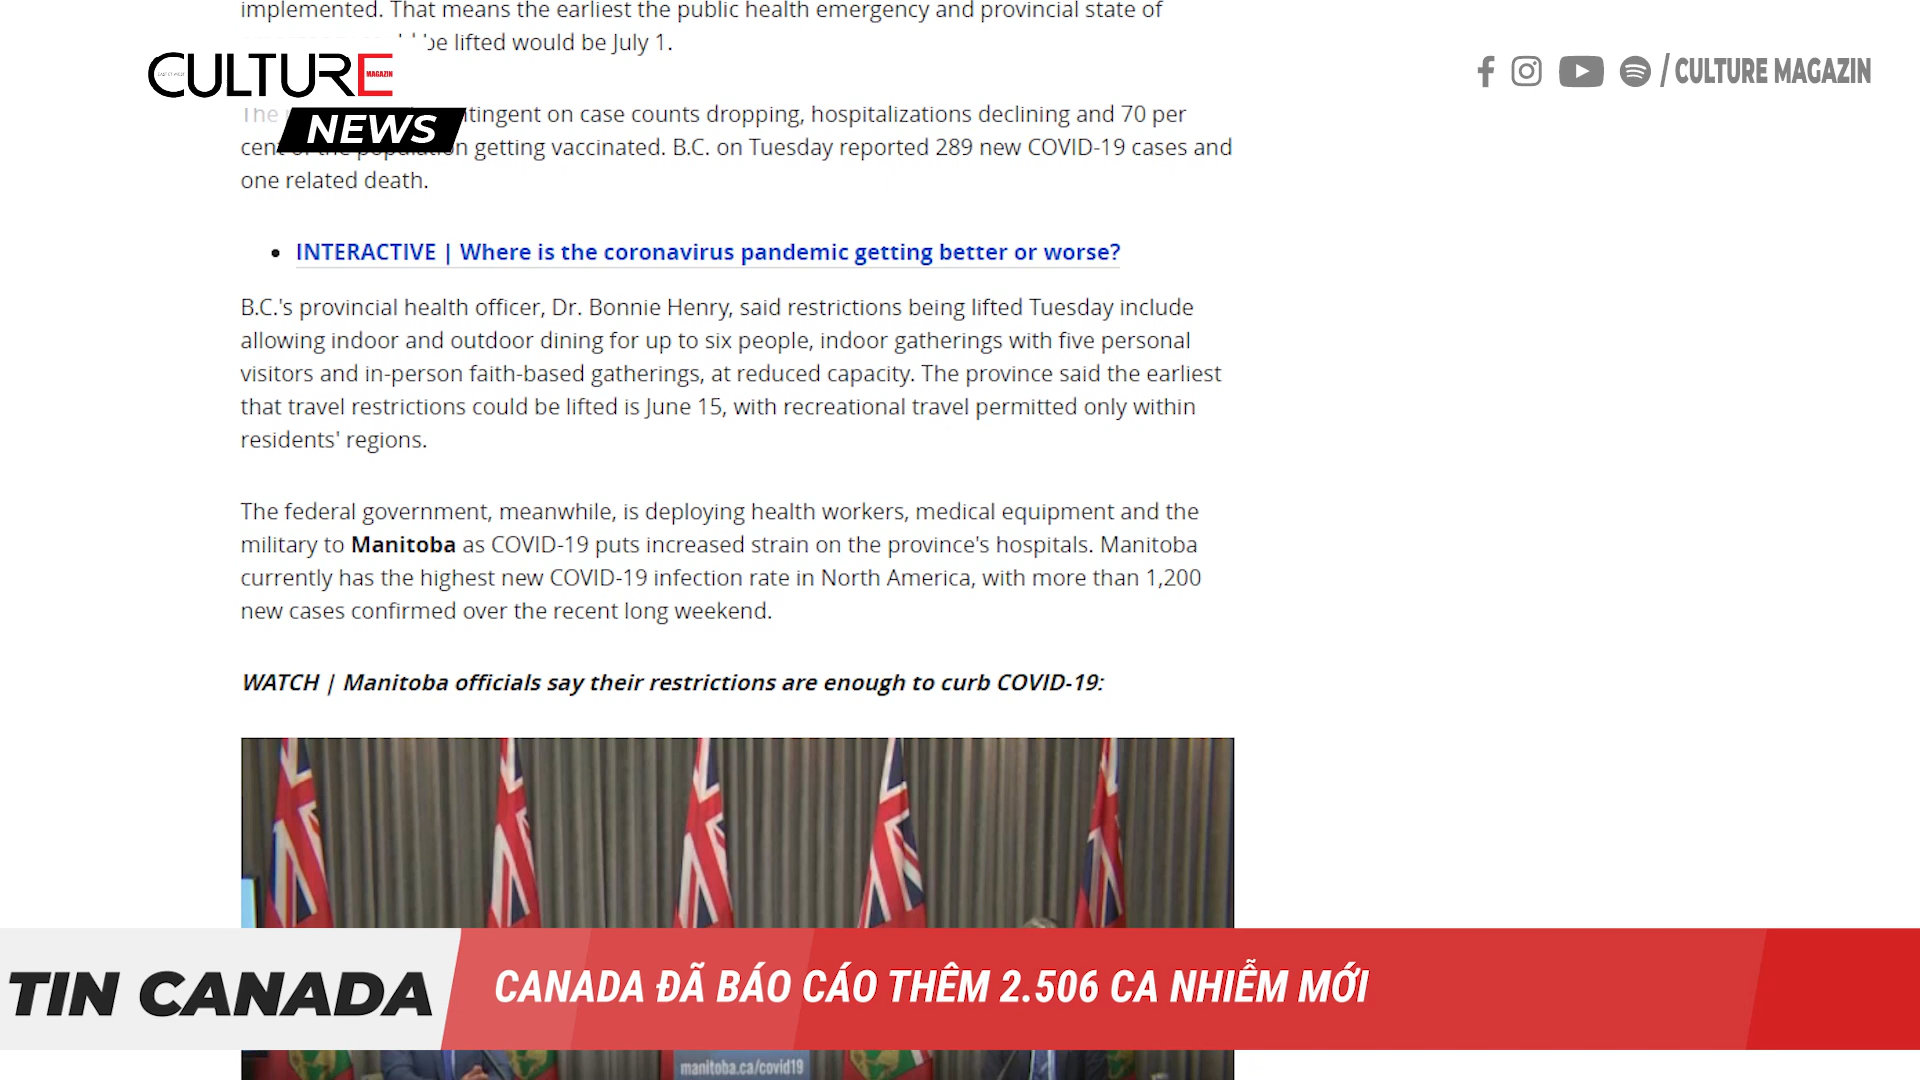 implemented. That means the earliest the public health emergency and provincial state of
be lifted would be July 1.
CULTURE
MAGAZIN
NEWS
/ CULTURE MAGAZIN
The tingent on case counts dropping, hospitalizations declining and 70 per
cent of the population getting vaccinated. B.C. on Tuesday reported 289 new COVID-19 cases and
one related death.
• INTERACTIVE | Where is the coronavirus pandemic getting better or worse?
B.C.'s provincial health officer, Dr. Bonnie Henry, said restrictions being lifted Tuesday include
allowing indoor and outdoor dining for up to six people, indoor gatherings with five personal
visitors and in-person faith-based gatherings, at reduced capacity. The province said the earliest
that travel restrictions could be lifted is June 15, with recreational travel permitted only within
residents' regions.
The federal government, meanwhile, is deploying health workers, medical equipment and the
military to Manitoba as COVID-19 puts increased strain on the province's hospitals. Manitoba
currently has the highest new COVID-19 infection rate in North America, with more than 1,200
new cases confirmed over the recent long weekend.
WATCH | Manitoba officials say their restrictions are enough to curb COVID-19:
TIN CANADA
CANADA ĐÃ BÁO CÁO THÊM 2.506 CA NHIỄM MỚI
manitoba.ca/covid19